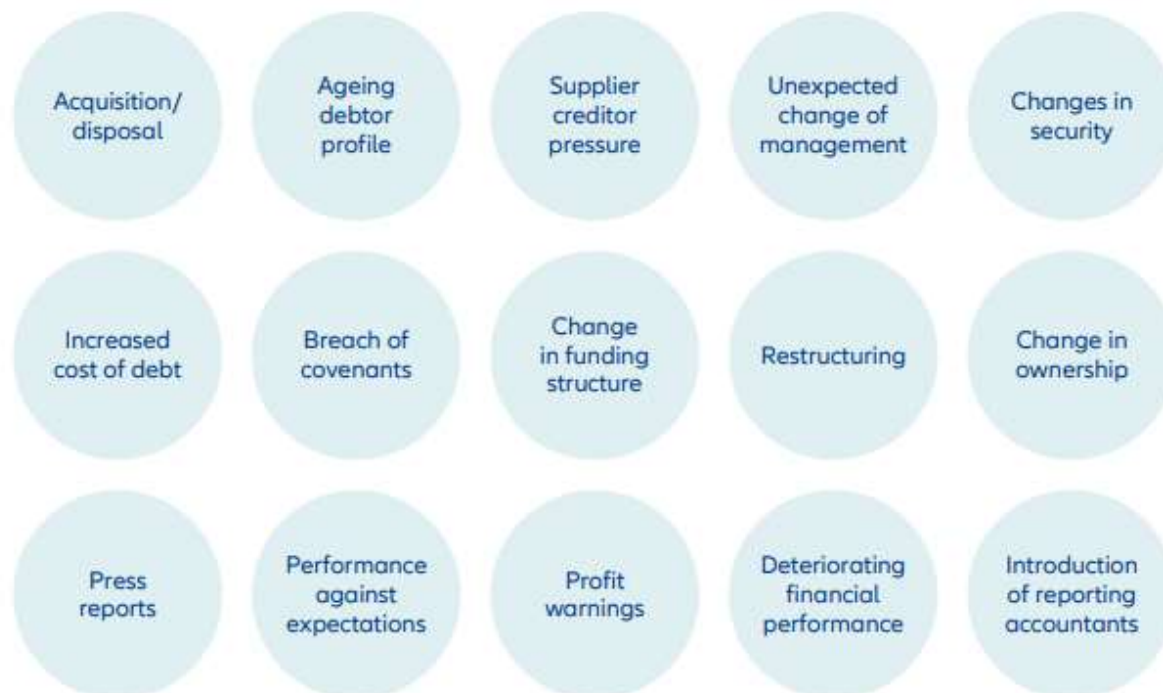 Acquisition/
disposal
Ageing
debtor
profile
Supplier
creditor
pressure
Unexpected
change of
management
Changes in
security
Increased
cost of debt
Breach of
covenants
Change
in funding
structure
Restructuring
Change in
ownership
Press
reports
Performance
against
expectations
Profit
warnings
Deteriorating
financial
performance
Introduction
of reporting
accountants